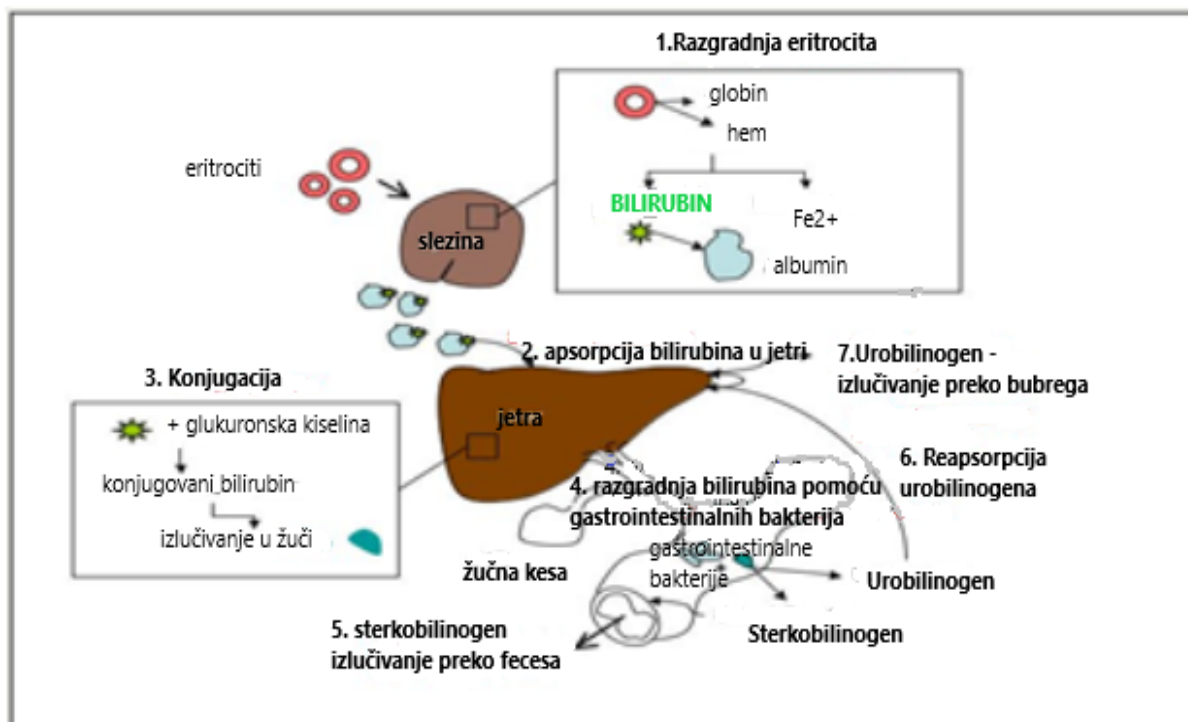 1.Razgradnja eritrocita
globin
hem
BILIRUBIN
Fe2+
albumin
eritrociti
slezina
2. apsorpcija bilirubina u jetri
7.Urobilinogen -
izlučivanje preko bubrega
3. Konjugacija
+ glukuronska kiselina
konjugovani bilirubin
izlučivanje u žuči
jetra
6. Reapsorpcija
urobilinogena
4. razgradnja bilirubina pomoću
gastrointestinalnih bakterija
gastrointestinalne
bakterije
žučna kesa
Urobilinogen
Sterkobilinogen
5. sterkobilinogen
izlučivanje preko fecesa